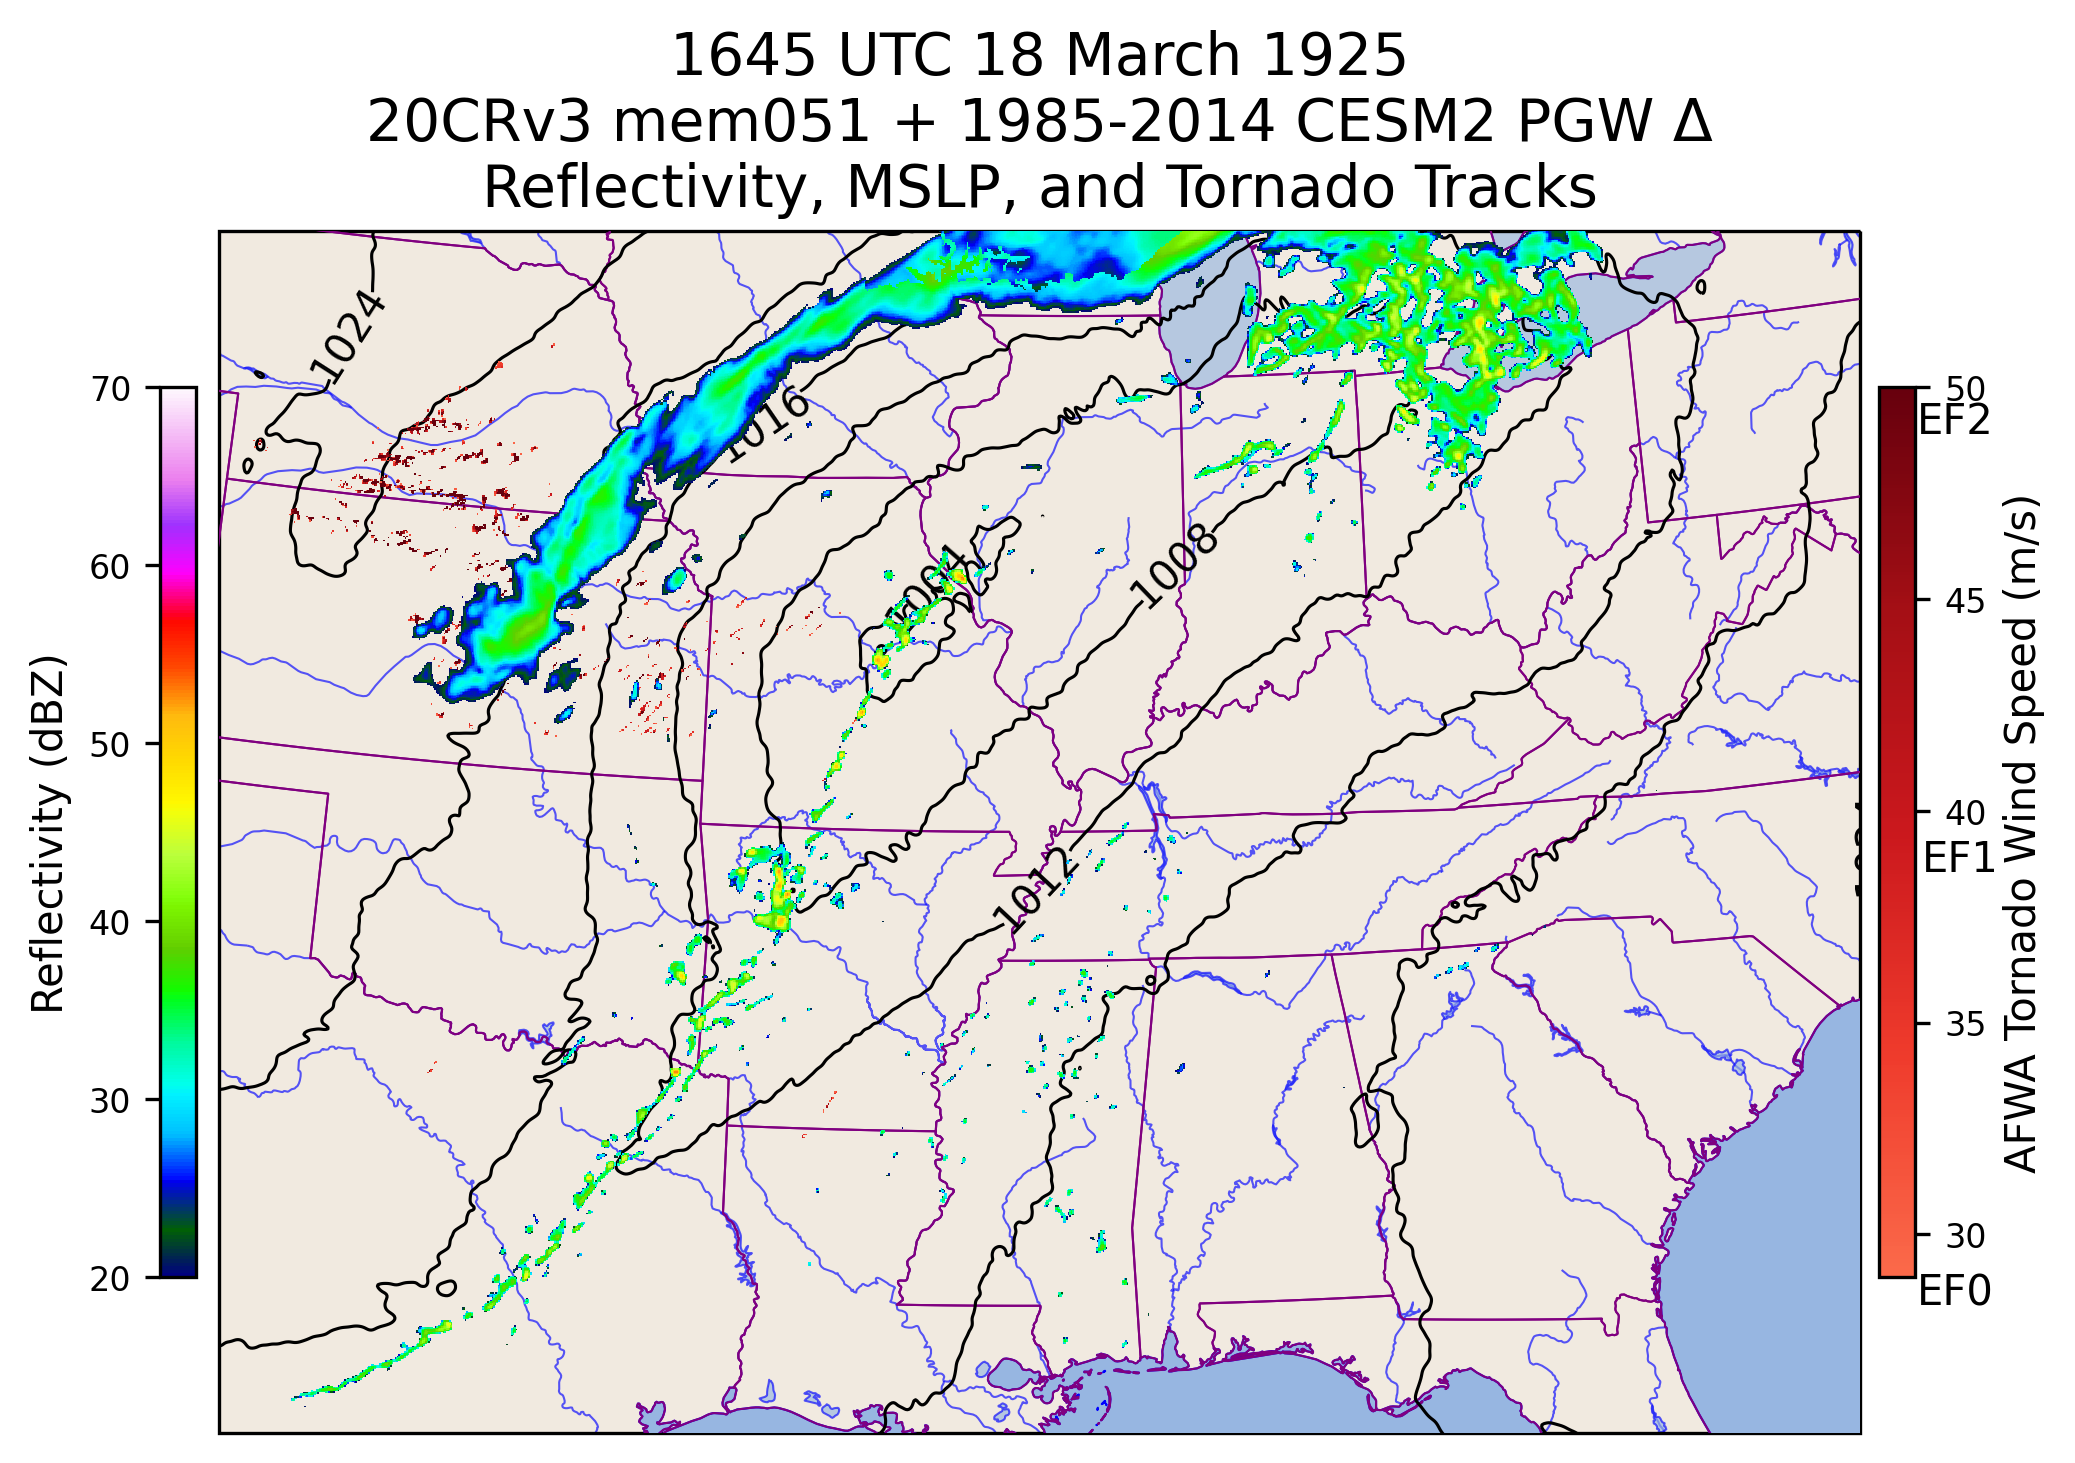 1645 UTC 18 March 1925
20CRv3 mem051 + 1985-2014 CESM2 PGW Δ
Reflectivity, MSLP, and Tornado Tracks
1024
1016
1004
1008
1012
70
60
50
40
30
20
Reflectivity (dBZ)
50
EF2
45
40
EF1
35
30
EF0
AFWA Tornado Wind Speed (m/s)